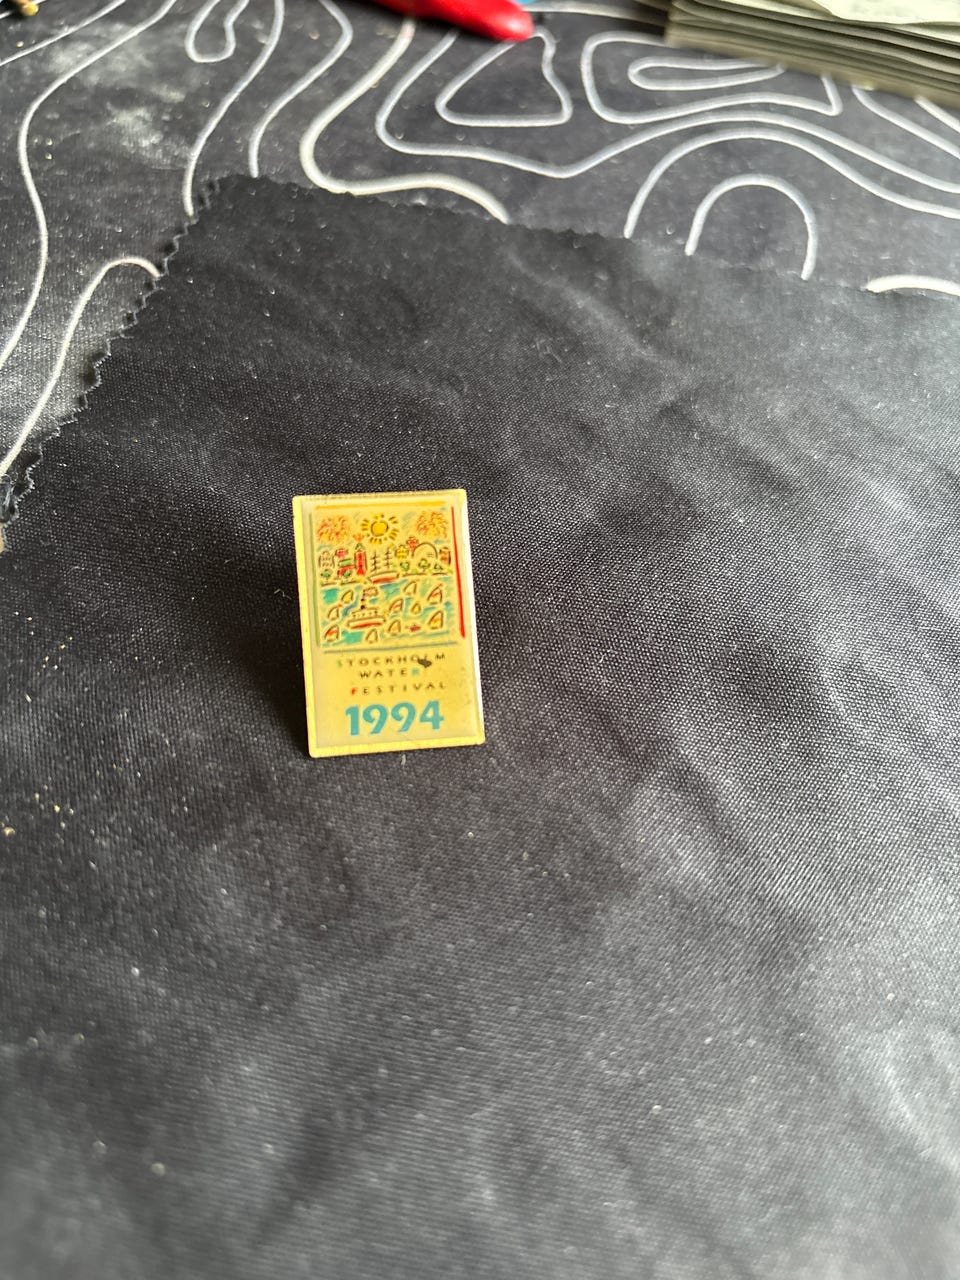 STOCKHOLM
WATER
FESTIVAL
1994